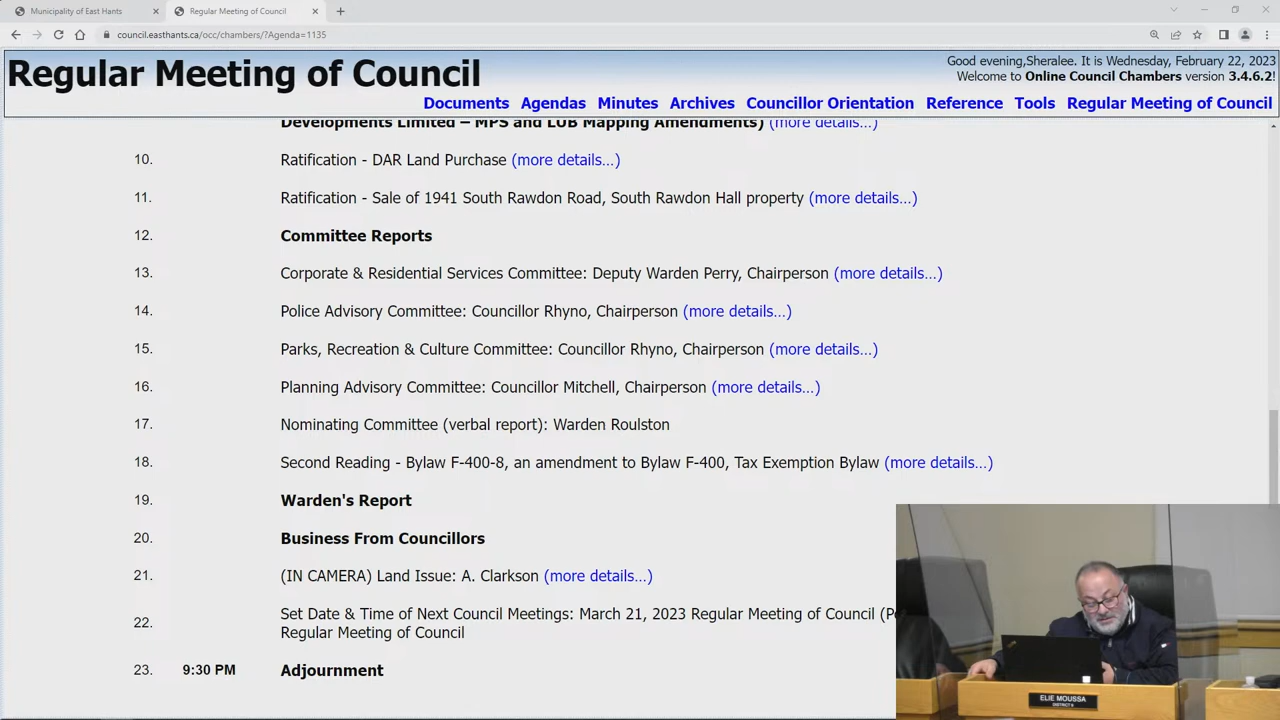 Municipality of East Hants
Regular Meeting of Council
council.easthants.ca/occ/chambers/?Agenda=1135
Regular Meeting of Council
Good evening,Sheralee. It is Wednesday, February 22, 2023
Welcome to Online Council Chambers version 3.4.6.2!
Documents Agendas Minutes Archives Councillor Orientation Reference Tools Regular Meeting of Council
Developments Limited – MPS and LUB Mapping Amendments) (more details...)
10. Ratification - DAR Land Purchase (more details...)
11. Ratification - Sale of 1941 South Rawdon Road, South Rawdon Hall property (more details...)
12. Committee Reports
13. Corporate & Residential Services Committee: Deputy Warden Perry, Chairperson (more details...)
14. Police Advisory Committee: Councillor Rhyno, Chairperson (more details...)
15. Parks, Recreation & Culture Committee: Councillor Rhyno, Chairperson (more details...)
16. Planning Advisory Committee: Councillor Mitchell, Chairperson (more details...)
17. Nominating Committee (verbal report): Warden Roulston
18. Second Reading - Bylaw F-400-8, an amendment to Bylaw F-400, Tax Exemption Bylaw (more details...)
19. Warden's Report
20. Business From Councillors
21. (IN CAMERA) Land Issue: A. Clarkson (more details...)
22. Set Date & Time of Next Council Meetings: March 21, 2023 Regular Meeting of Council
Regular Meeting of Council
23. 9:30 PM Adjournment
ELIE MOUSSA